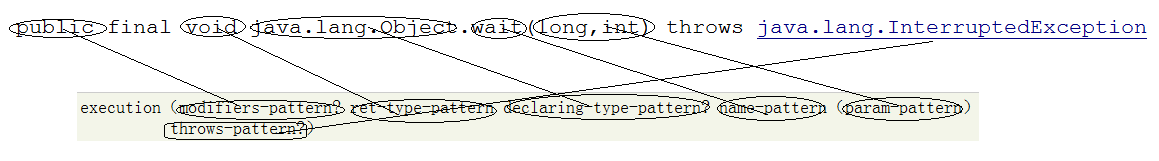 public final void java.lang.Object.wait(long,int) throws java.lang.InterruptedException
execution (modifiers-pattern? ret-type-pattern declaring-type-pattern? name-pattern (param-pattern)
throws-pattern?)